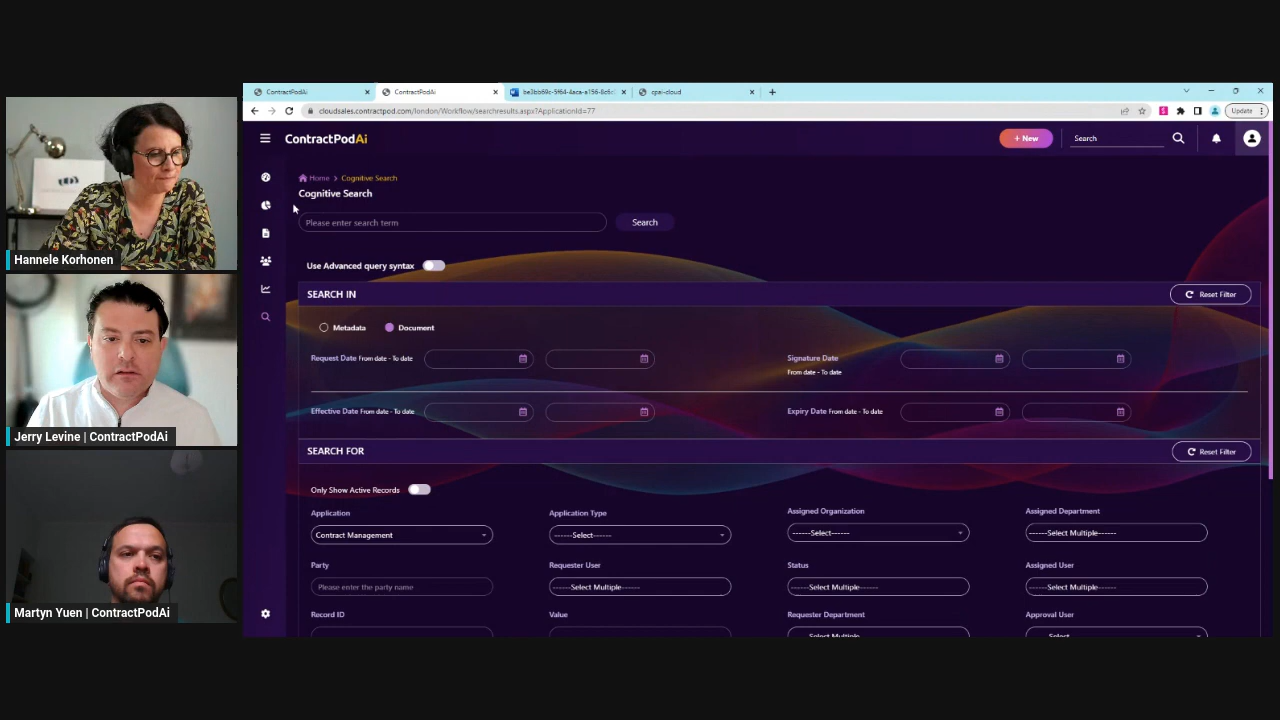 Hannele Korhonen
Jerry Levine | ContractPodAi
Martyn Yuen | ContractPodAi
ContractPodAi
ContractPodAi
cpai-cloud
cloudsales.contractpod.com/london/Workflow/searchresults.aspx?ApplicationId=77
Update
ContractPodAi
+ New
Search
Home > Cognitive Search
Cognitive Search
Please enter search term
Search
Use Advanced query syntax
SEARCH IN
Reset Filter
Metadata
Document
Request Date From date - To date
Signature Date
From date - To date
Effective Date From date - To date
Expiry Date From date - To date
SEARCH FOR
Reset Filter
Only Show Active Records
Application
Application Type
Assigned Organization
Assigned Department
Contract Management
------Select------
------Select------
------Select Multiple------
Party
Requester User
Status
Assigned User
Please enter the party name
------Select Multiple------
------Select Multiple------
------Select Multiple------
Record ID
Value
Requester Department
Approval User